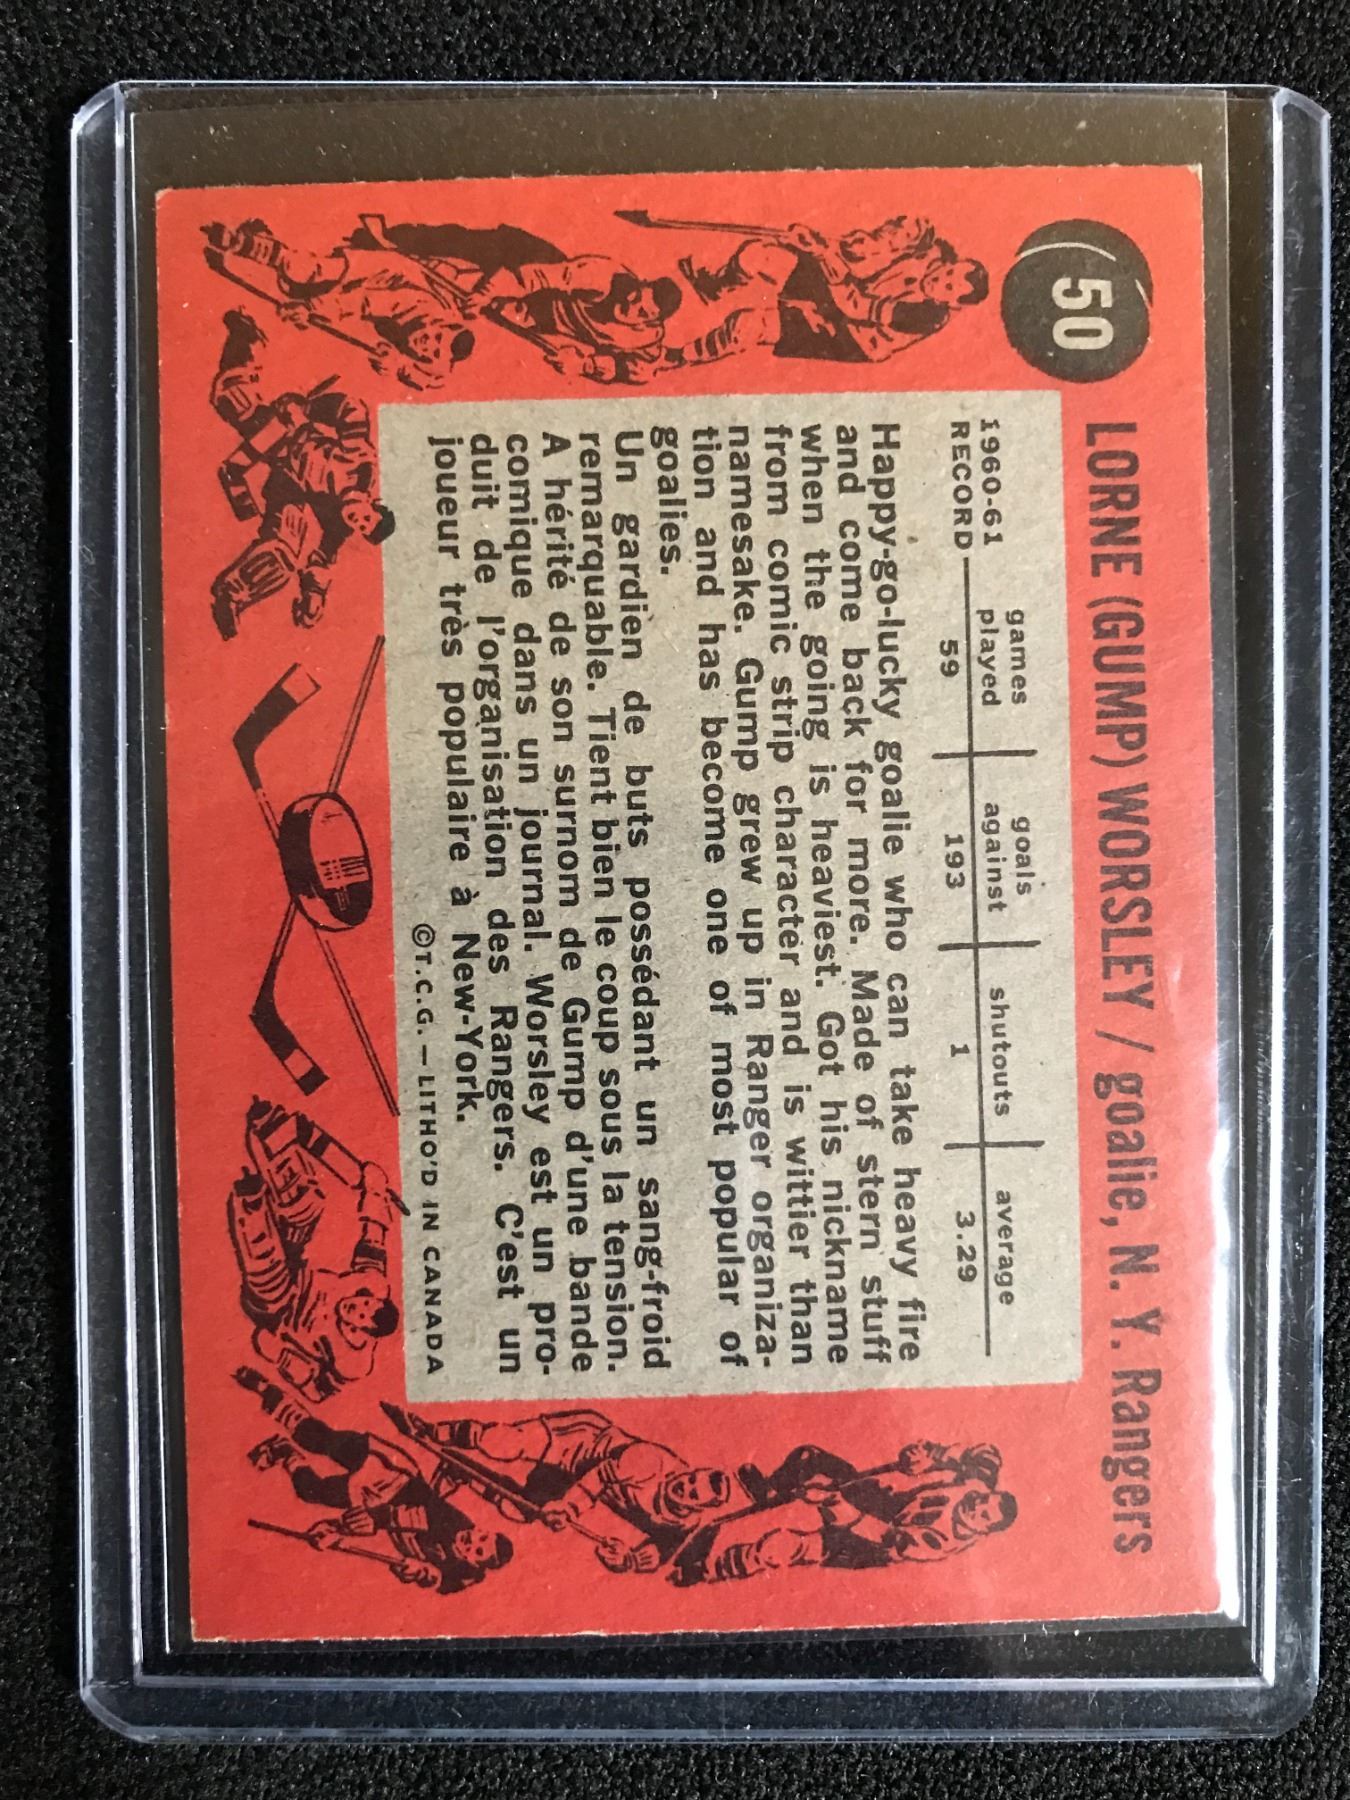 50
LORNE (GUMP) WORSLEY / goalie, N. Y. Rangers
1960-61 games goals shutouts average
RECORD played against
59 193 1 3.29
Happy-go-lucky goalie who can take heavy fire
and come back for more. Made of stern stuff
when the going is heaviest. Got his nickname
from comic strip character and is wittier than
namesake. Gump grew up in Ranger organiza-
tion and has become one of most popular of
goalies.
Un gardien de buts possédant un sang-froid
remarquable. Tient bien le coup sous la tension.
A hérité de son surnom de Gump d'une bande
comique dans un journal. Worsley est un pro-
duit de l'organisation des Rangers. C'est un
joueur très populaire à New-York.
©T.C.G. — LITHO'D IN CANADA